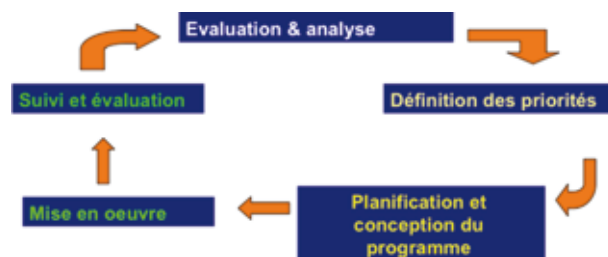 Evaluation & analyse
Définition des priorités
Planification et
conception du
programme
Mise en oeuvre
Suivi et évaluation